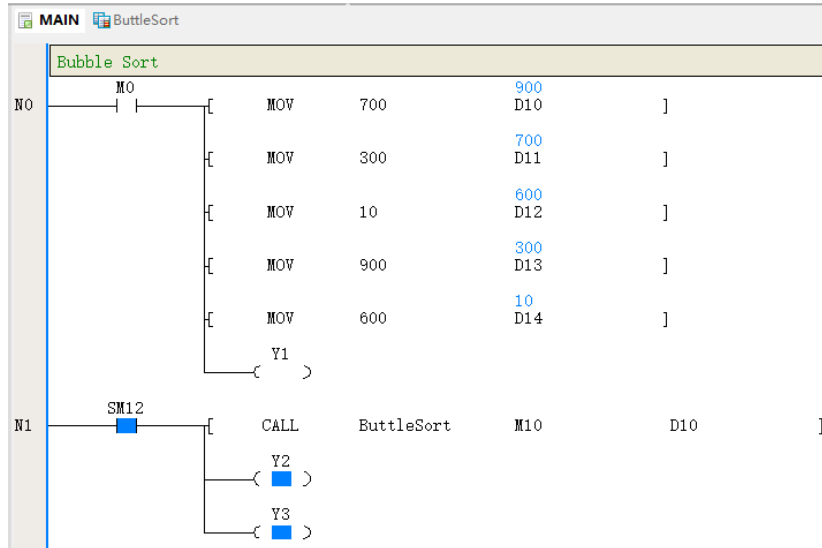 MAIN ButtleSort
Bubble Sort
M0 900
N0 [ MOV 700 D10 ]
700
[ MOV 300 D11 ]
600
[ MOV 10 D12 ]
300
[ MOV 900 D13 ]
10
[ MOV 600 D14 ]
Y1
( )
SM12
N1 [ CALL ButtleSort M10 D10 ]
Y2
( )
Y3
( )